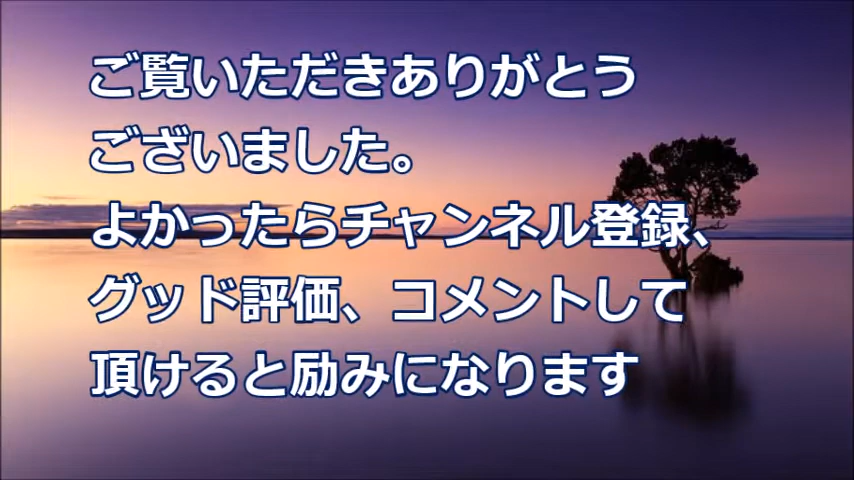 ご覧いただきありがとう
ございました。
よかったらチャンネル登録、
グッド評価、コメントして
頂けると励みになります